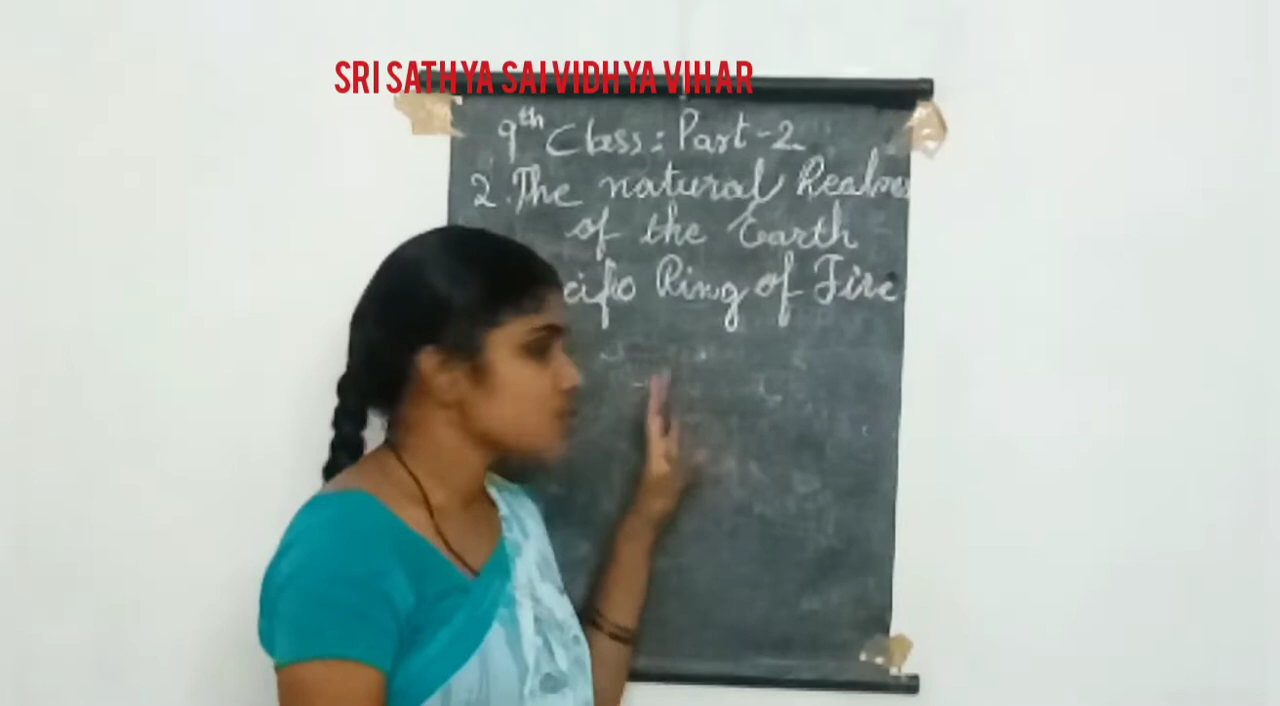 SRI SATHYA SAI VIDHYA VIHAR
9th Class: Part-2
2. The natural Realms
of the Earth
cific Ring of Fire